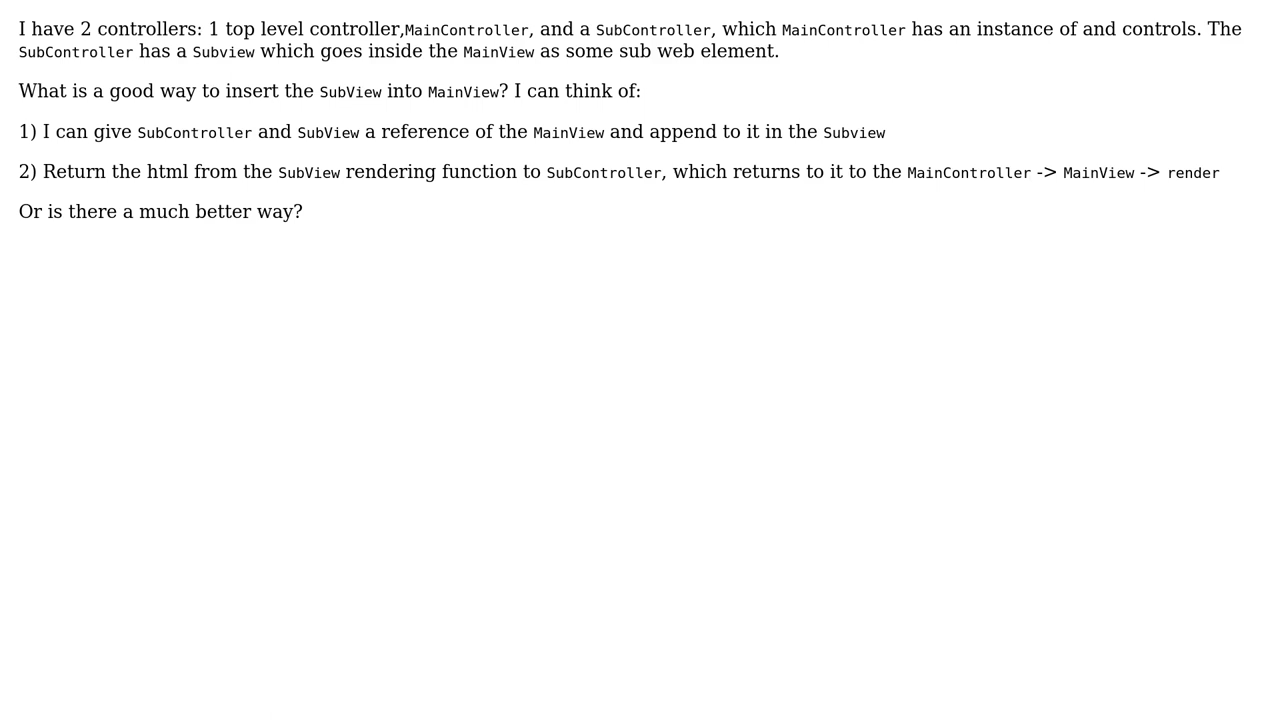 I have 2 controllers: 1 top level controller,MainController, and a SubController, which MainController has an instance of and controls. The
SubController has a Subview which goes inside the MainView as some sub web element.
What is a good way to insert the SubView into MainView? I can think of:
1) I can give SubController and SubView a reference of the MainView and append to it in the Subview
2) Return the html from the SubView rendering function to SubController, which returns to it to the MainController -> MainView -> render
Or is there a much better way?